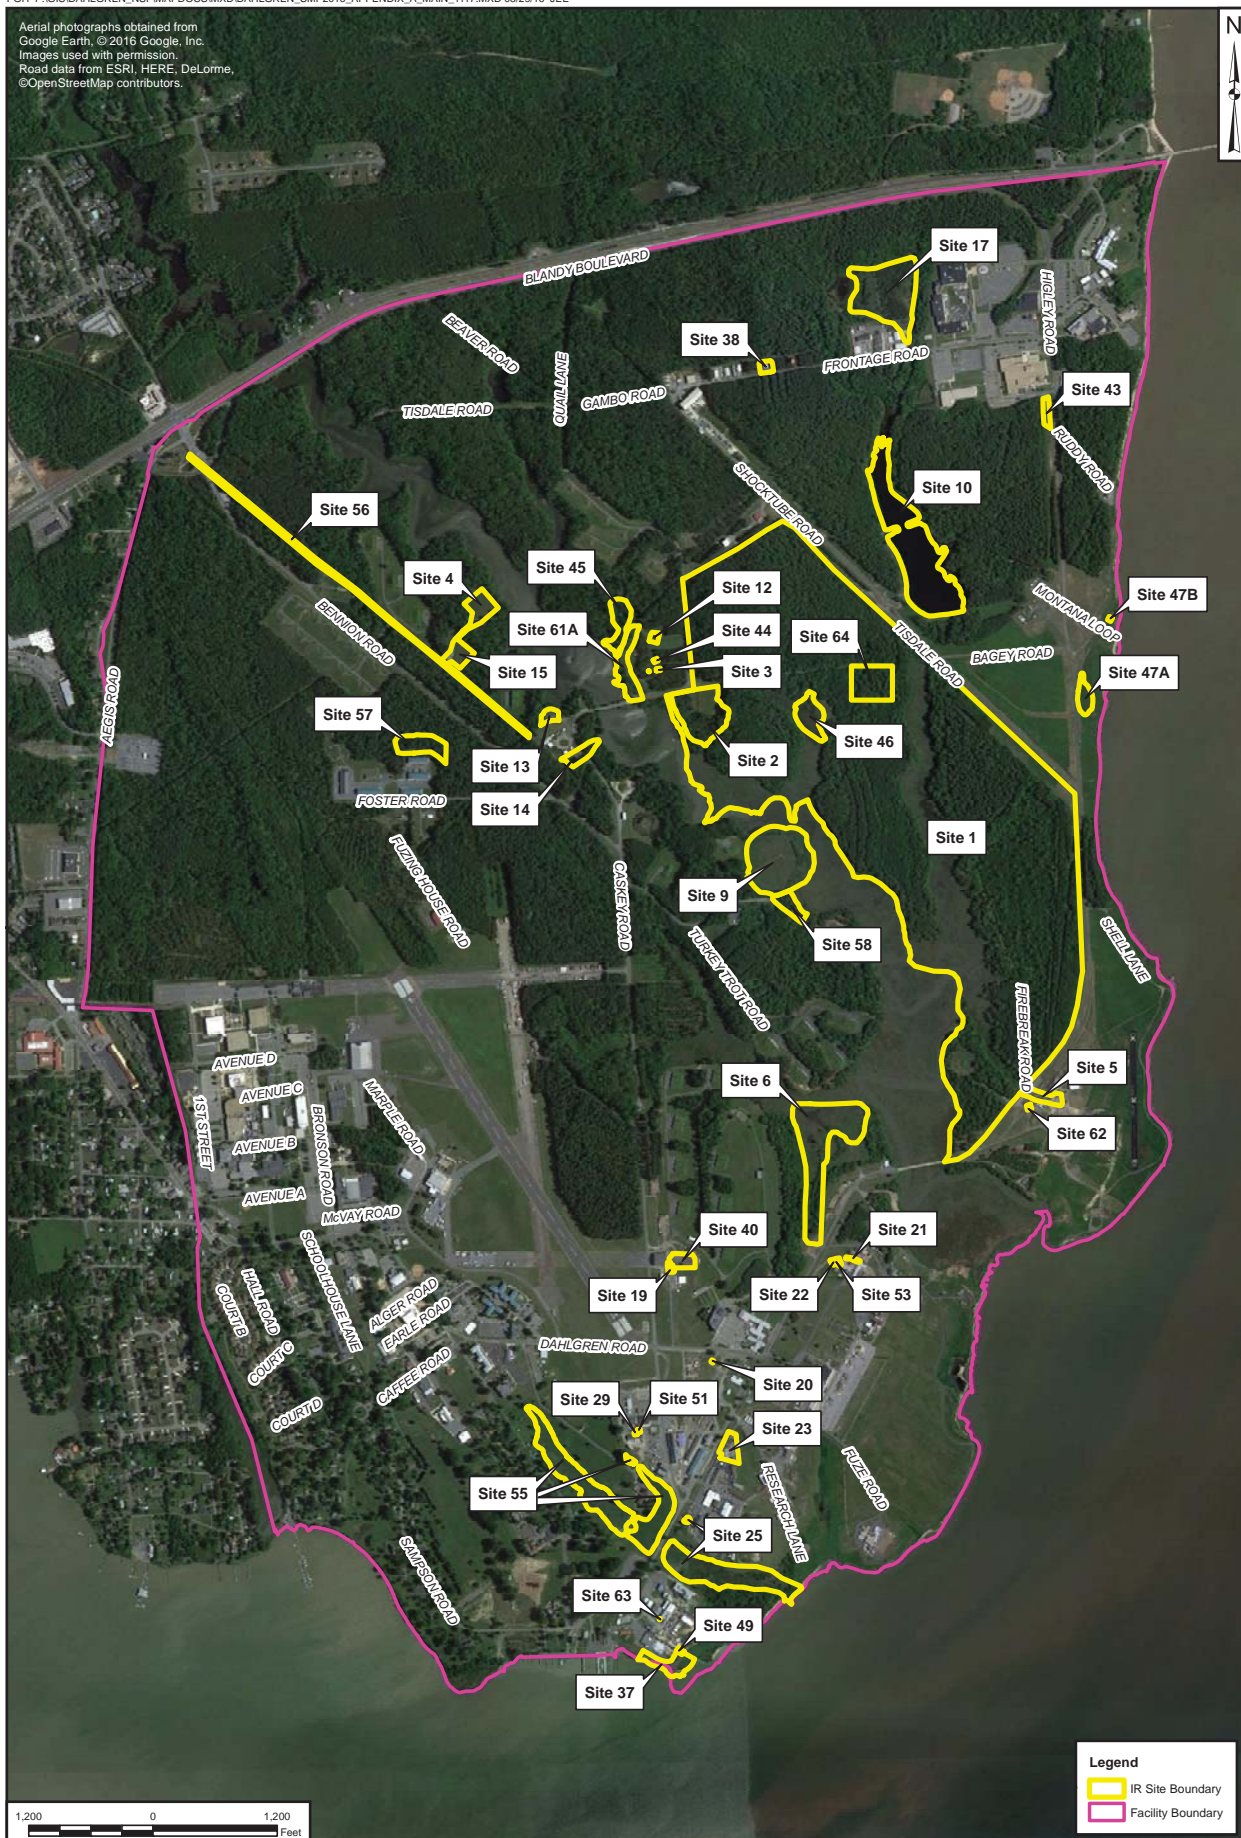 Aerial photographs obtained from
Google Earth, © 2016 Google, Inc.
Images used with permission.
Road data from ESRI, HERE, DeLorme,
©OpenStreetMap contributors.
N
Site 17
BLANDY BOULEVARD
HIGLEY ROAD
BEAVER ROAD
Site 38
FRONTAGE ROAD
QUAIL LANE
GAMBO ROAD
TISDALE ROAD
Site 43
RUDDY ROAD
SHOCKTUBE ROAD
Site 10
Site 56
Site 45
Site 4
Site 12
MONTANA LOOP
Site 47B
BENNION ROAD
Site 61A
Site 44
Site 64
TISDALE ROAD
BAGEY ROAD
Site 15
Site 3
Site 47A
AEGIS ROAD
Site 57
Site 46
Site 13
Site 2
FOSTER ROAD
Site 14
Site 1
FUZING HOUSE ROAD
CASKEY ROAD
Site 9
Site 58
SHELL LANE
TURKEY TROT ROAD
FIREBREAK ROAD
AVENUE D
Site 6
Site 5
AVENUE C
MARPLE ROAD
1ST STREET
BRONSON ROAD
AVENUE B
Site 62
AVENUE A
McVAY ROAD
Site 40
Site 21
SCHOOLHOUSE LANE
HALL ROAD
COURT B
Site 19
Site 22
Site 53
ALGER ROAD
EARLE ROAD
DAHLGREN ROAD
COURT C
CAFFEE ROAD
Site 20
Site 29
Site 51
COURT D
Site 23
FUZE ROAD
Site 55
RESEARCH LANE
Site 25
SAMPSON ROAD
Site 63
Site 49
Site 37
Legend
IR Site Boundary
Facility Boundary
1,200 0 1,200
Feet